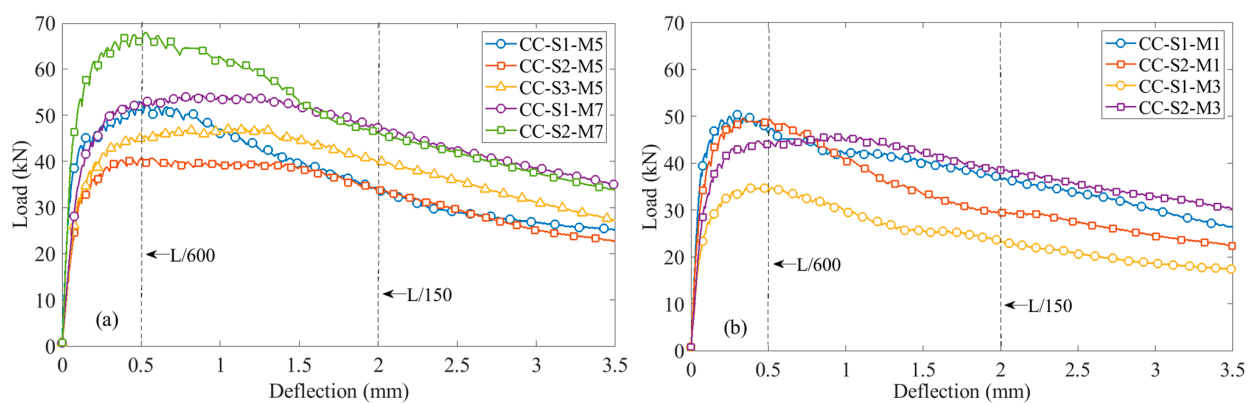 70
60
50
40
30
20
10
0
Load (kN)
CC-S1-M5
CC-S2-M5
CC-S3-M5
CC-S1-M7
CC-S2-M7
L/600
L/150
(a)
0 0.5 1 1.5 2 2.5 3 3.5
Deflection (mm)
70
60
50
40
30
20
10
0
Load (kN)
CC-S1-M1
CC-S2-M1
CC-S1-M3
CC-S2-M3
L/600
L/150
(b)
0 0.5 1 1.5 2 2.5 3 3.5
Deflection (mm)